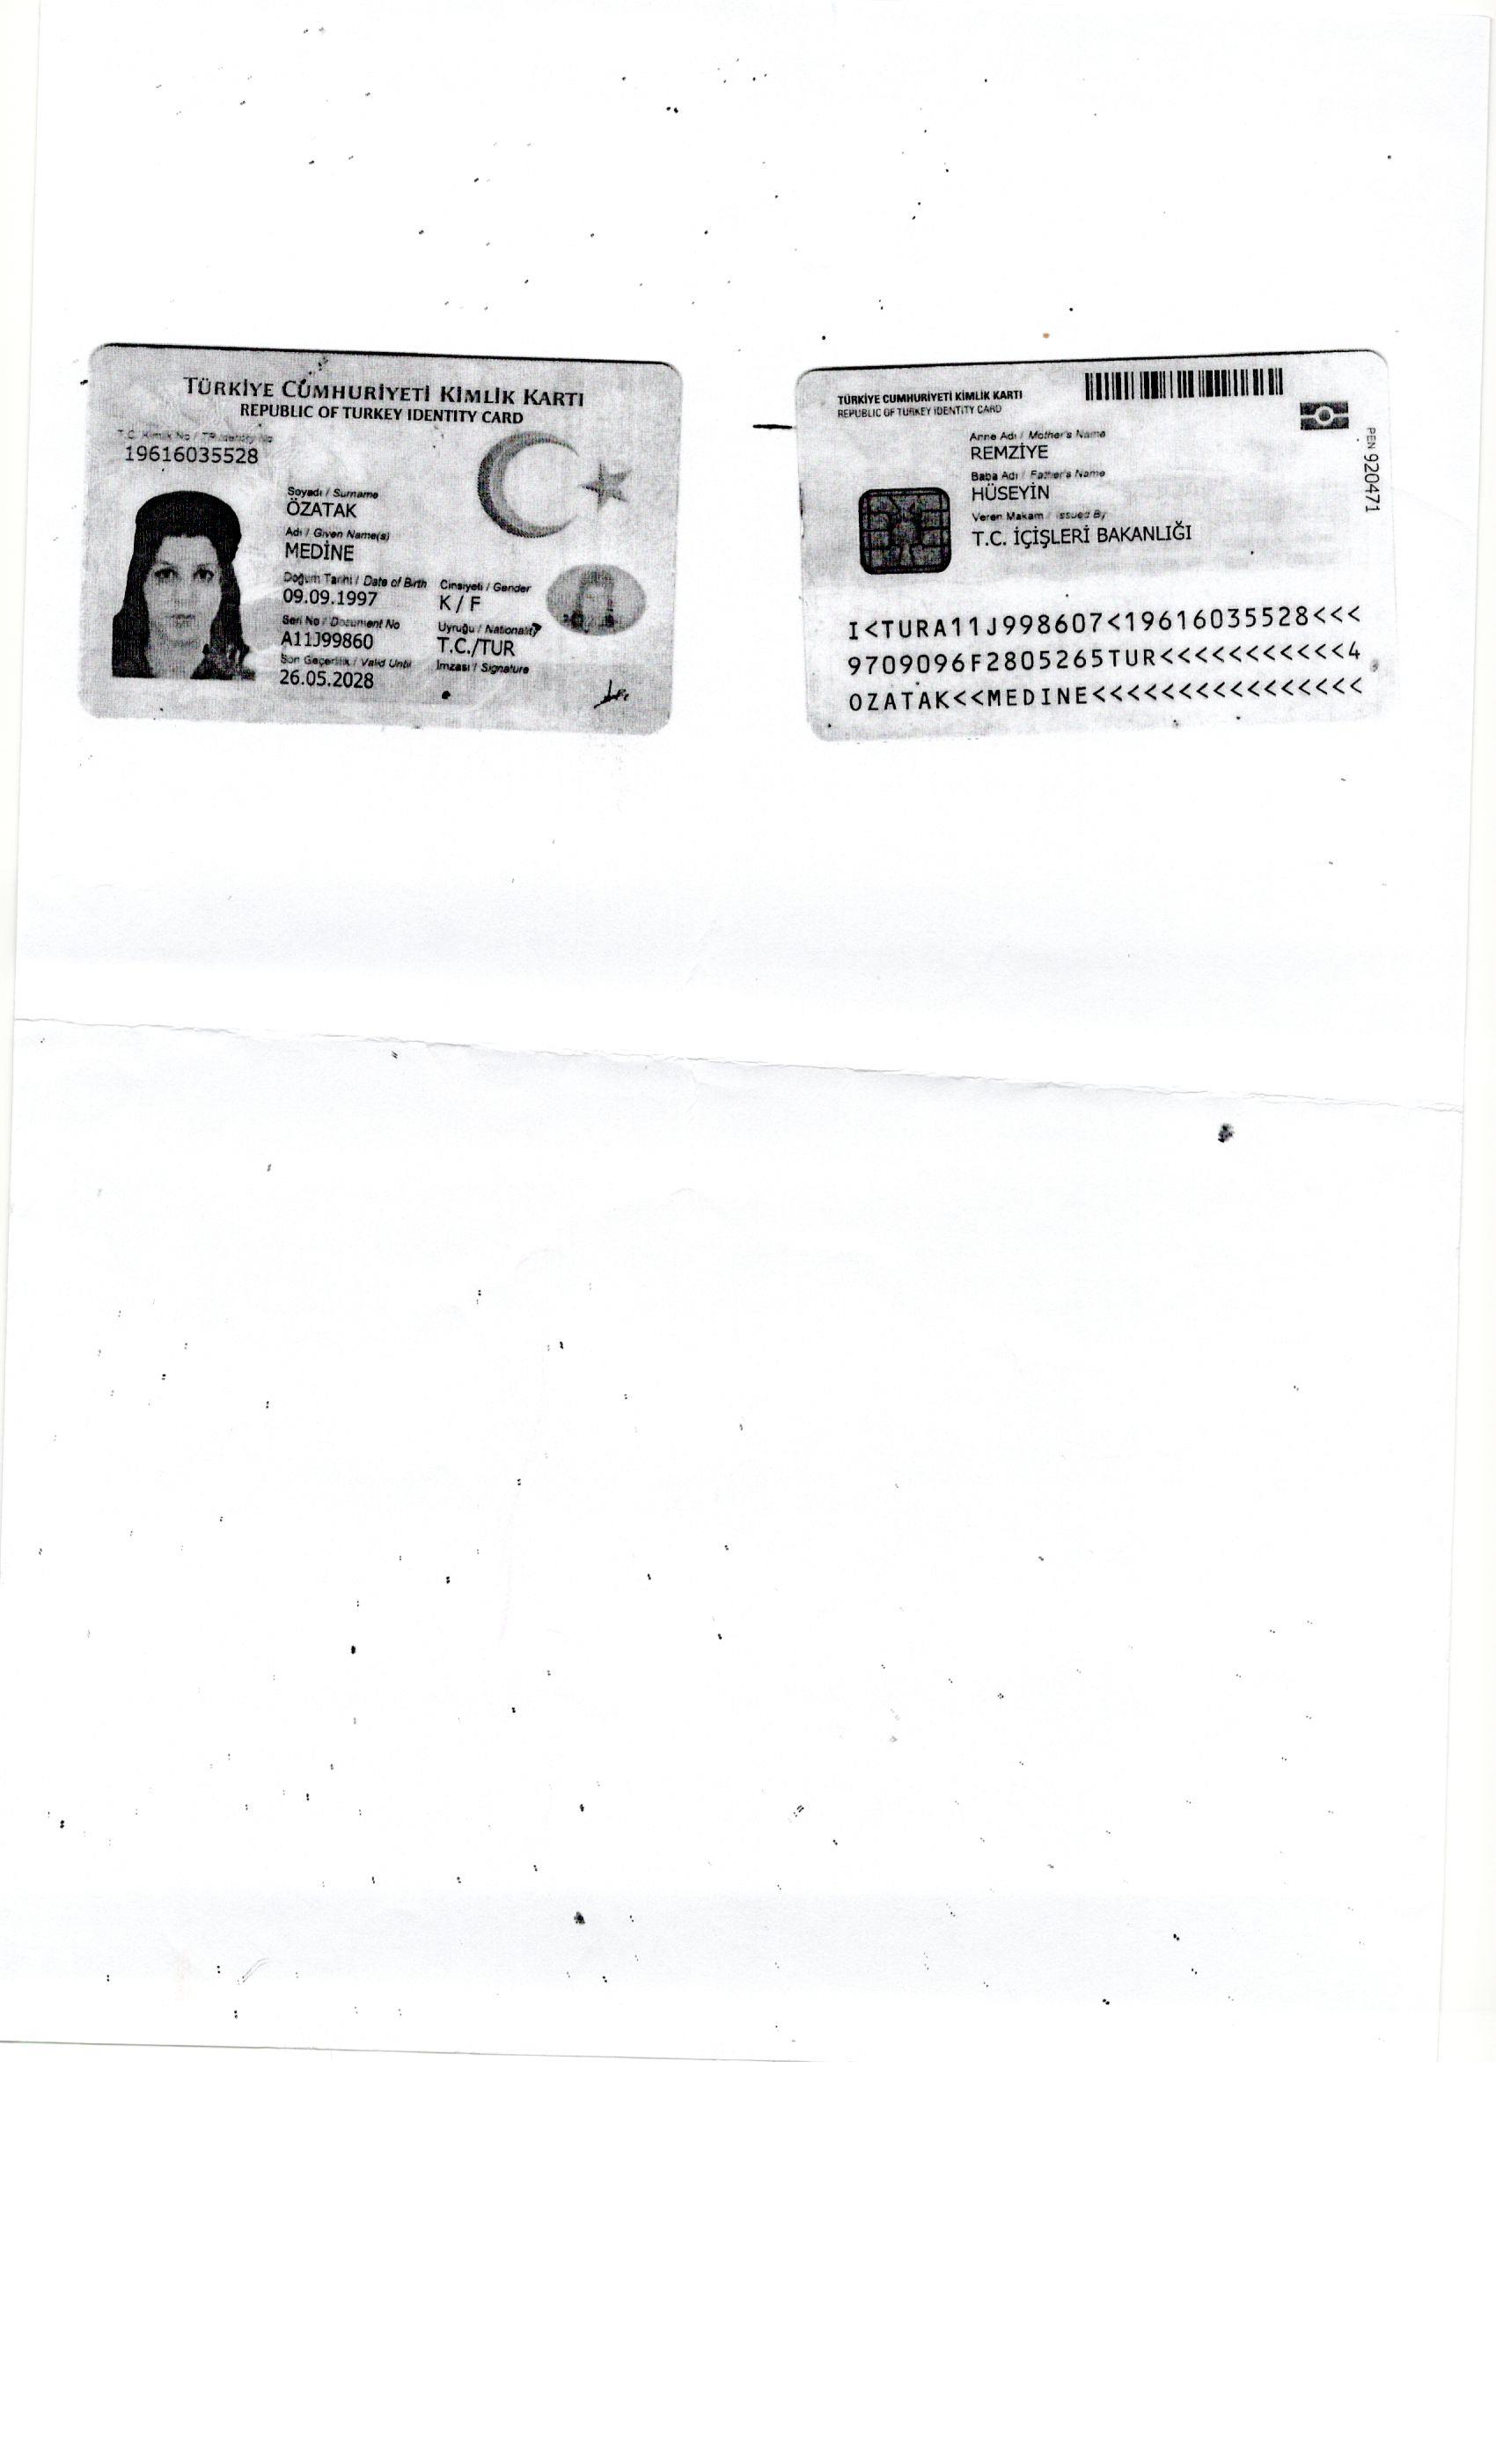 TÜRKİYE CUMHURİYETİ KİMLİK KARTI
REPUBLIC OF TURKEY IDENTITY CARD
T.C. Kimlik No / TR Identity No
19616035528
Soyadı / Surname
ÖZATAK
Adı / Given Name(s)
MEDİNE
Doğum Tarihi / Date of Birth Cinsiyeti / Gender
09.09.1997 K / F
Seri No / Document No Uyruğu / Nationality
A11J99860 T.C./TUR
Son Geçerlilik / Valid Until İmzası / Signature
26.05.2028
TÜRKİYE CUMHURİYETİ KİMLİK KARTI
REPUBLIC OF TURKEY IDENTITY CARD
Anne Adı / Mother's Name
REMZİYE
Baba Adı / Father's Name
HÜSEYİN
Veren Makam / Issued By
T.C. İÇİŞLERİ BAKANLIĞI
PEN 920471
I<TURA11J998607<19616035528<<<
9709096F2805265TUR<<<<<<<<<<<4
OZATAK<<MEDINE<<<<<<<<<<<<<<<<